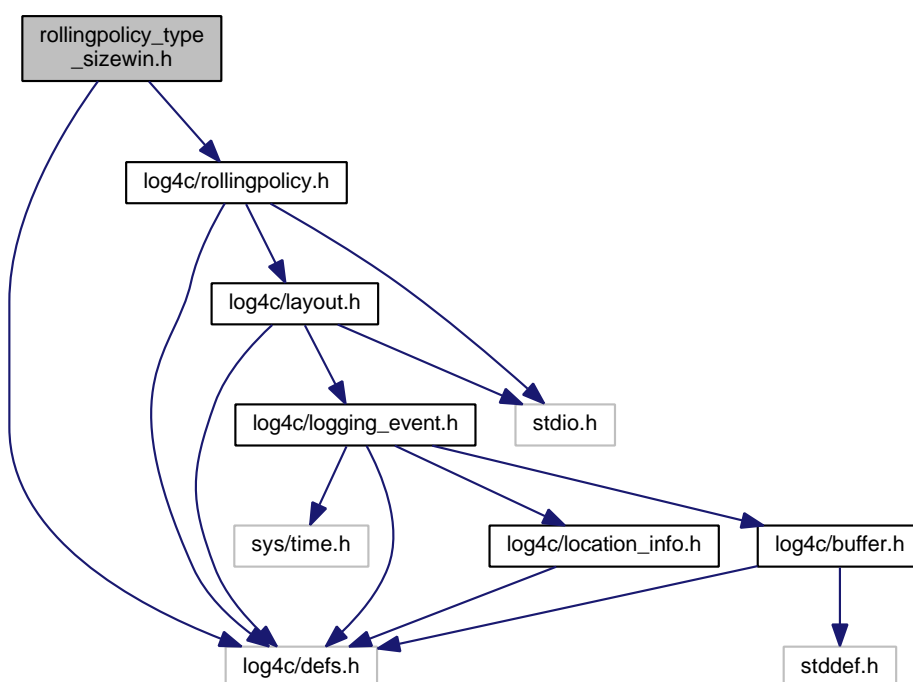 rollingpolicy_type
_sizewin.h
log4c/rollingpolicy.h
log4c/layout.h
log4c/logging_event.h
stdio.h
sys/time.h
log4c/location_info.h
log4c/buffer.h
log4c/defs.h
stddef.h